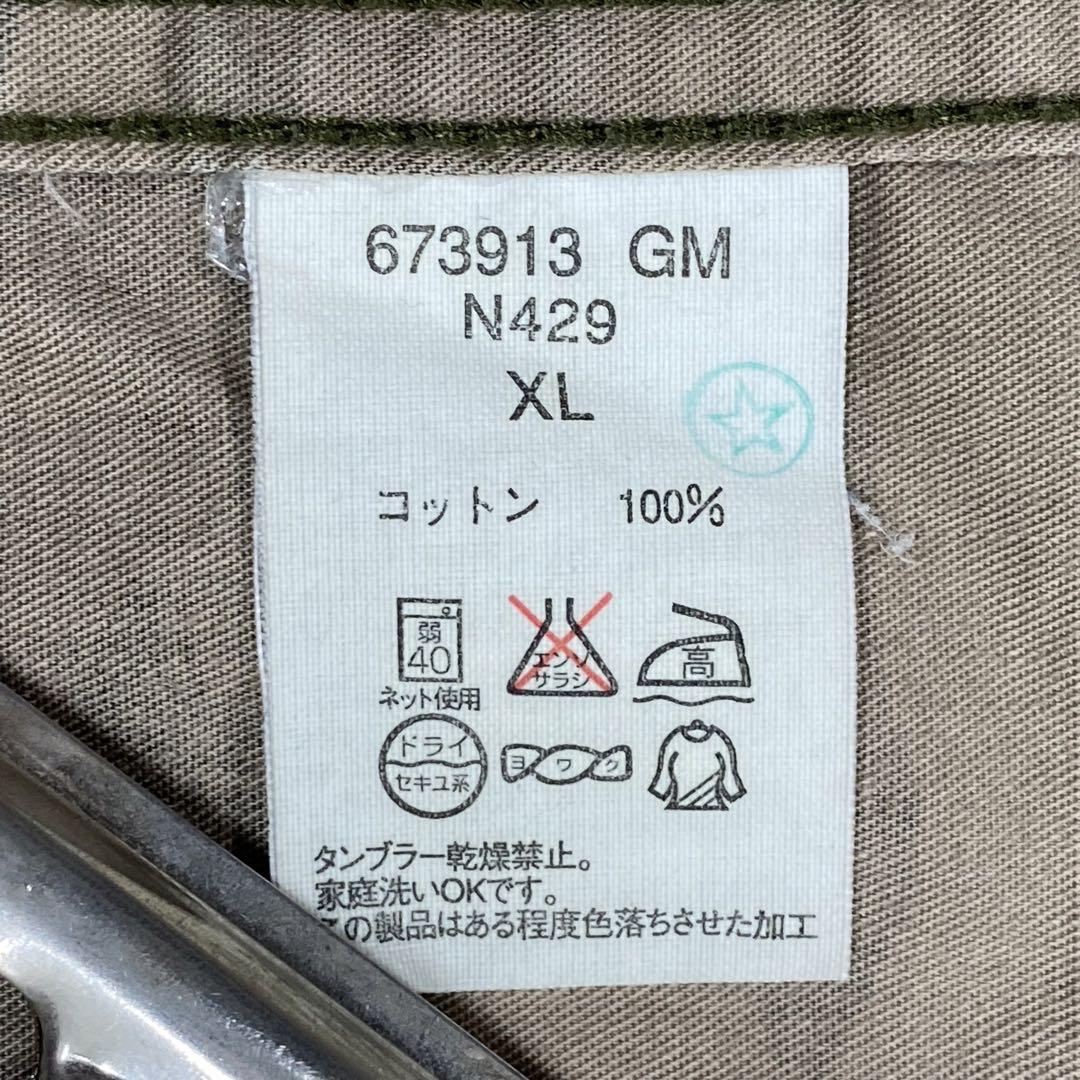 673913 GM
N429
XL
コットン 100%
弱
40
ネット使用
エンソ
サラシ
高
ドライ
セキユ系
ヨワク
タンブラー乾燥禁止。
家庭洗いOKです。
この製品はある程度色落ちさせた加工